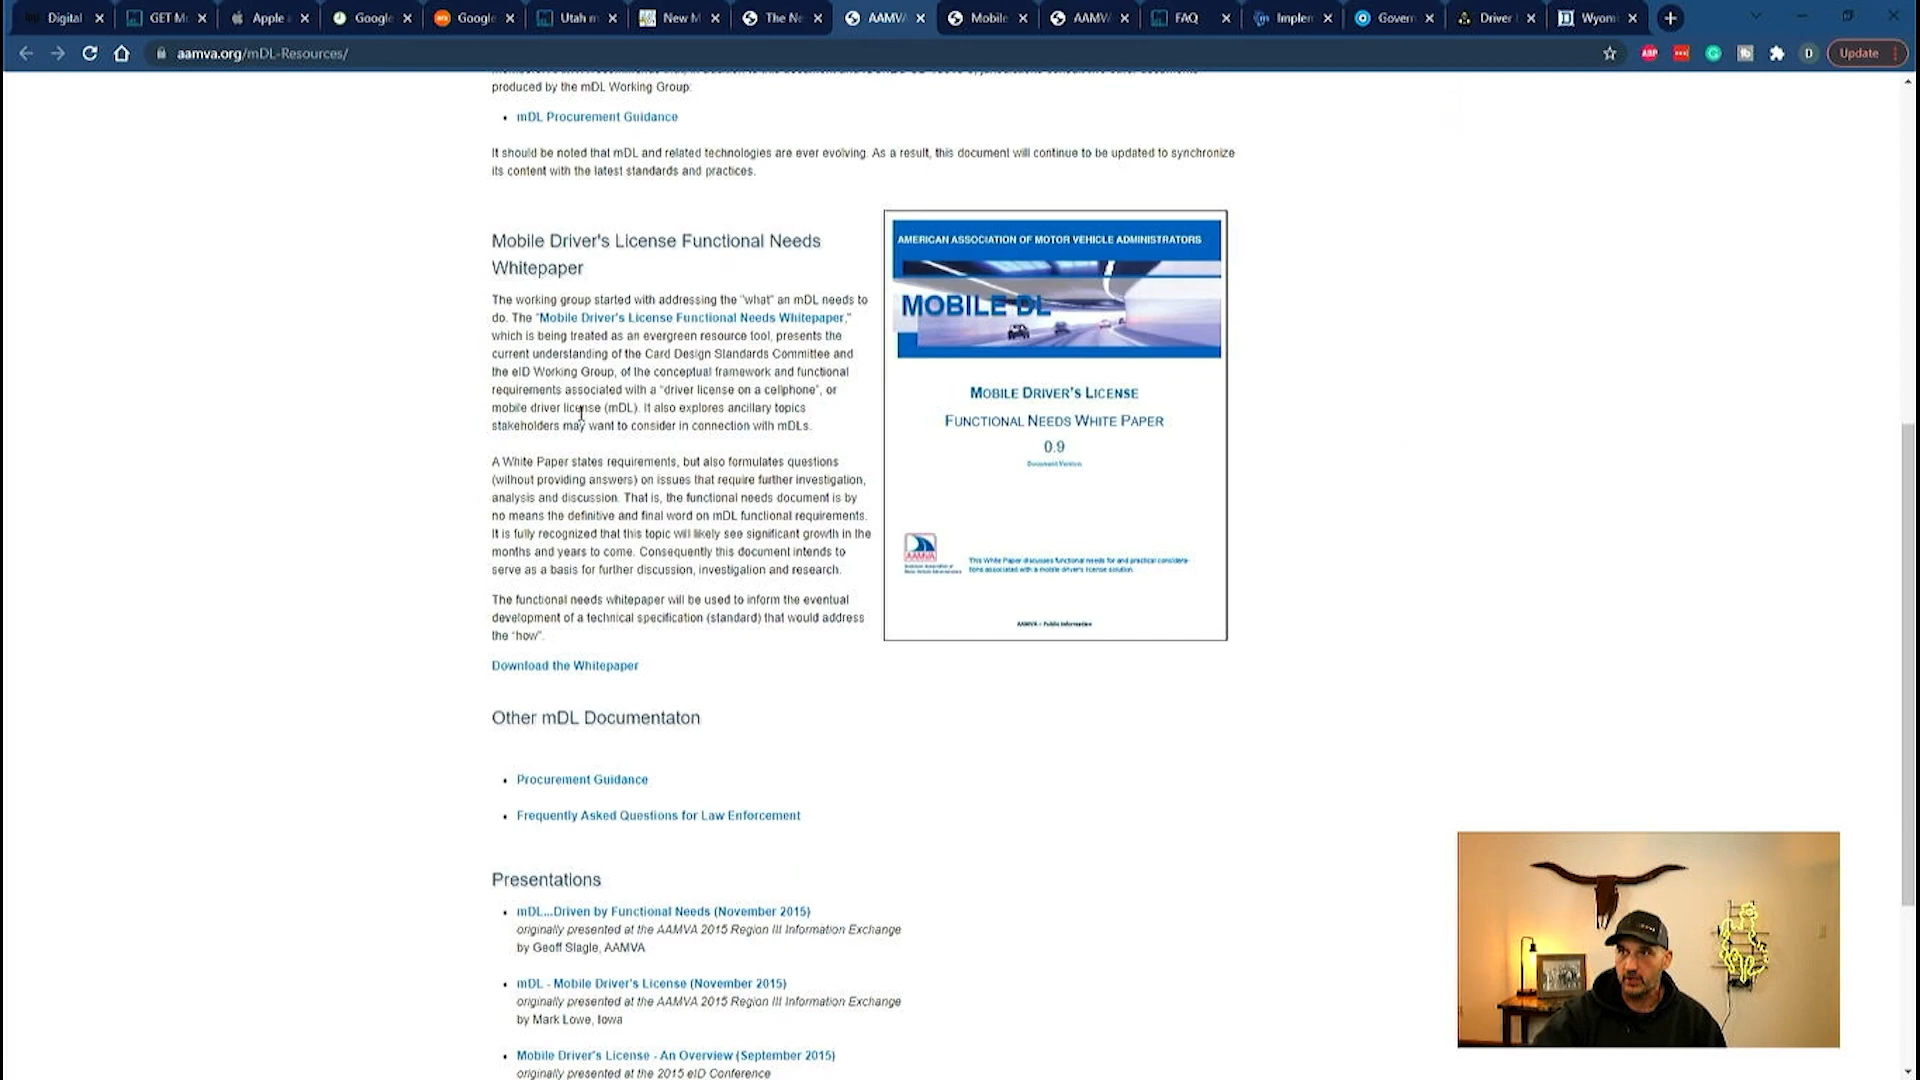 Digital
GET M
Apple
Google
Google
Utah m
New M
The Ne
AAMV
Mobile
AAMV
FAQ
Implem
Govern
Driver
Wyom
aamva.org/mDL-Resources/
ABP
D
Update
produced by the mDL Working Group:
• mDL Procurement Guidance
It should be noted that mDL and related technologies are ever evolving. As a result, this document will continue to be updated to synchronize
its content with the latest standards and practices.
Mobile Driver's License Functional Needs
Whitepaper
The working group started with addressing the "what" an mDL needs to
do. The "Mobile Driver's License Functional Needs Whitepaper,"
which is being treated as an evergreen resource tool, presents the
current understanding of the Card Design Standards Committee and
the eID Working Group, of the conceptual framework and functional
requirements associated with a "driver license on a cellphone", or
mobile driver license (mDL). It also explores ancillary topics
stakeholders may want to consider in connection with mDLs.
A White Paper states requirements, but also formulates questions
(without providing answers) on issues that require further investigation,
analysis and discussion. That is, the functional needs document is by
no means the definitive and final word on mDL functional requirements.
It is fully recognized that this topic will likely see significant growth in the
months and years to come. Consequently this document intends to
serve as a basis for further discussion, investigation and research.
The functional needs whitepaper will be used to inform the eventual
development of a technical specification (standard) that would address
the "how".
Download the Whitepaper
AMERICAN ASSOCIATION OF MOTOR VEHICLE ADMINISTRATORS
MOBILE DL
MOBILE DRIVER'S LICENSE
FUNCTIONAL NEEDS WHITE PAPER
0.9
Document Version
AAMVA
American Association of
Motor Vehicle Administrators
This White Paper discusses functional needs for and practical considera-
tions associated with a mobile driver's license solution.
AAMVA – Public Information
Other mDL Documentaton
• Procurement Guidance
• Frequently Asked Questions for Law Enforcement
Presentations
• mDL...Driven by Functional Needs (November 2015)
originally presented at the AAMVA 2015 Region III Information Exchange
by Geoff Slagle, AAMVA
• mDL - Mobile Driver's License (November 2015)
originally presented at the AAMVA 2015 Region III Information Exchange
by Mark Lowe, Iowa
• Mobile Driver's License - An Overview (September 2015)
originally presented at the 2015 eID Conference